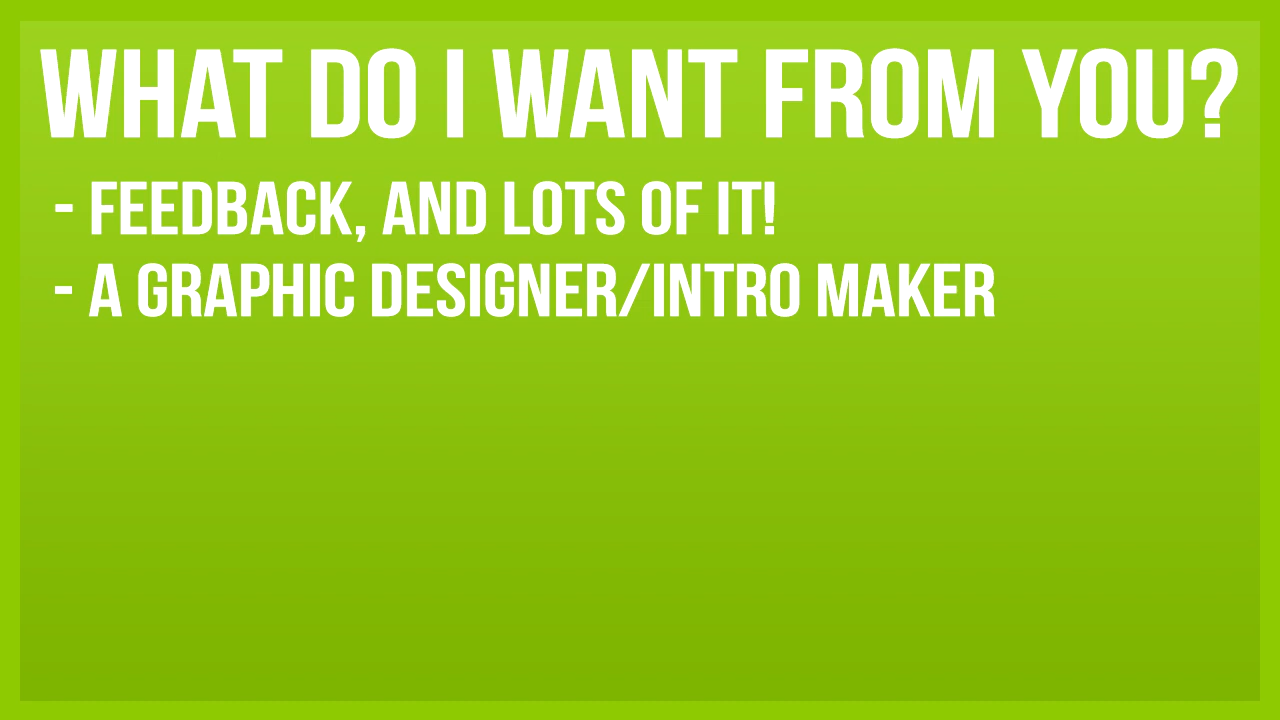 WHAT DO I WANT FROM YOU?
- FEEDBACK, AND LOTS OF IT!
- A GRAPHIC DESIGNER/INTRO MAKER